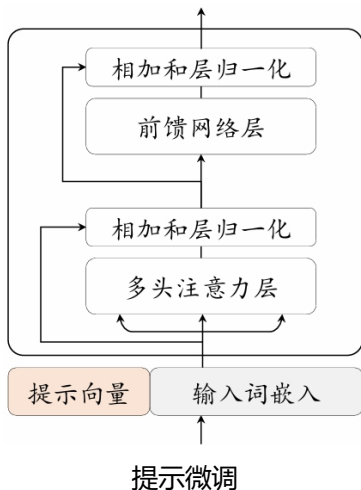 相加和层归一化
前馈网络层
相加和层归一化
多头注意力层
提示向量 输入词嵌入
提示微调